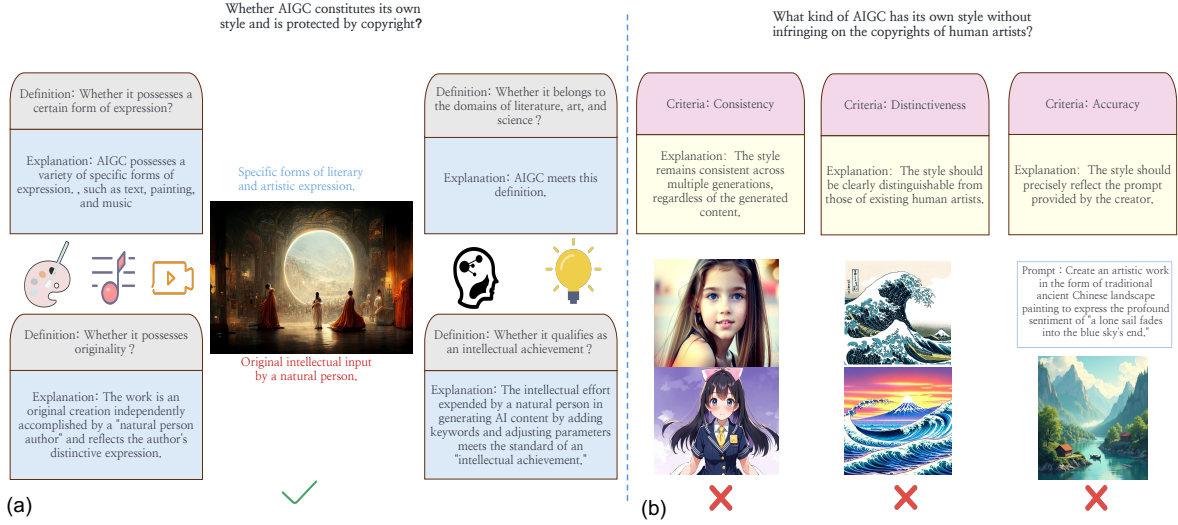 Whether AIGC constitutes its own
style and is protected by copyright?
Definition: Whether it possesses a
certain form of expression?
Explanation: AIGC possesses a
variety of specific forms of
expression. , such as text, painting,
and music
Specific forms of literary
and artistic expression.
Definition: Whether it belongs to
the domains of literature, art, and
science ?
Explanation: AIGC meets this
definition.
Definition: Whether it possesses
originality ?
Explanation: The work is an
original creation independently
accomplished by a "natural person
author" and reflects the author's
distinctive expression.
Original intellectual input
by a natural person.
Definition: Whether it qualifies as
an intellectual achievement ?
Explanation: The intellectual effort
expended by a natural person in
generating AI content by adding
keywords and adjusting parameters
meets the standard of an
"intellectual achievement."
(a)
What kind of AIGC has its own style without
infringing on the copyrights of human artists?
Criteria: Consistency
Explanation: The style
remains consistent across
multiple generations,
regardless of the generated
content.
Criteria: Distinctiveness
Explanation: The style should
be clearly distinguishable from
those of existing human artists.
Criteria: Accuracy
Explanation: The style should
precisely reflect the prompt
provided by the creator.
Prompt : Create an artistic work
in the form of traditional
ancient Chinese landscape
painting to express the profound
sentiment of "a lone sail fades
into the blue sky's end."
(b)